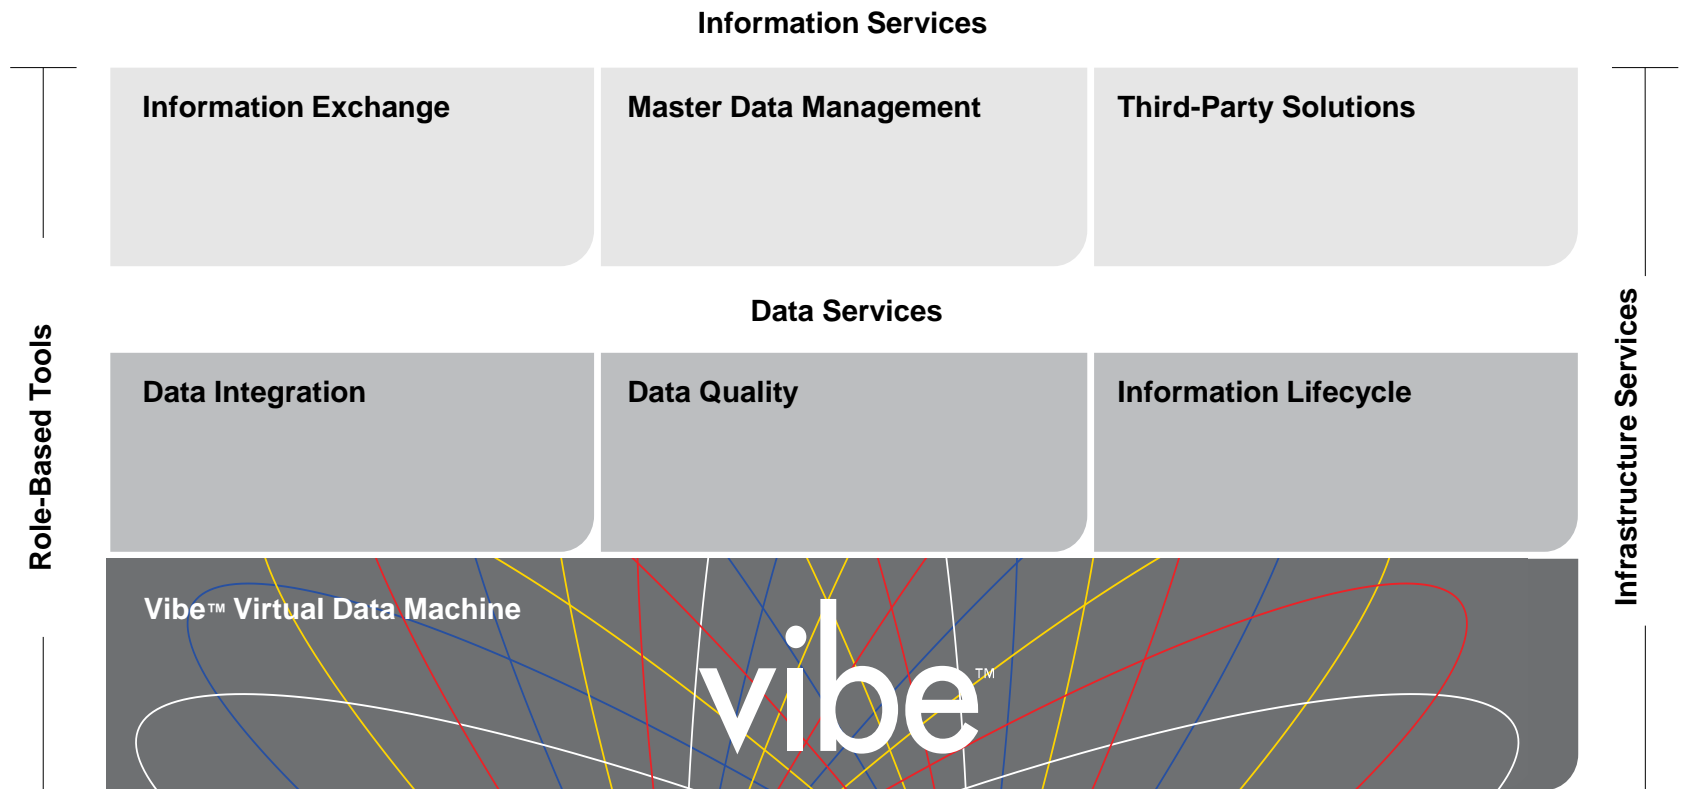 Information Services
Information Exchange
Master Data Management
Third-Party Solutions
Data Services
Role-Based Tools
Data Integration
Data Quality
Information Lifecycle
Infrastructure Services
Vibe™ Virtual Data Machine
vibe™